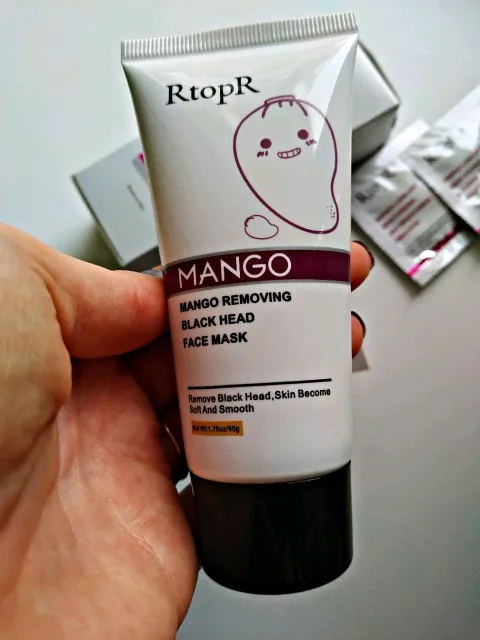 RtopR
MANGO
MANGO REMOVING
BLACK HEAD
FACE MASK
Remove Black Head,Skin Become
Soft And Smooth
Net Wt:1.76oz/50g
RtopR